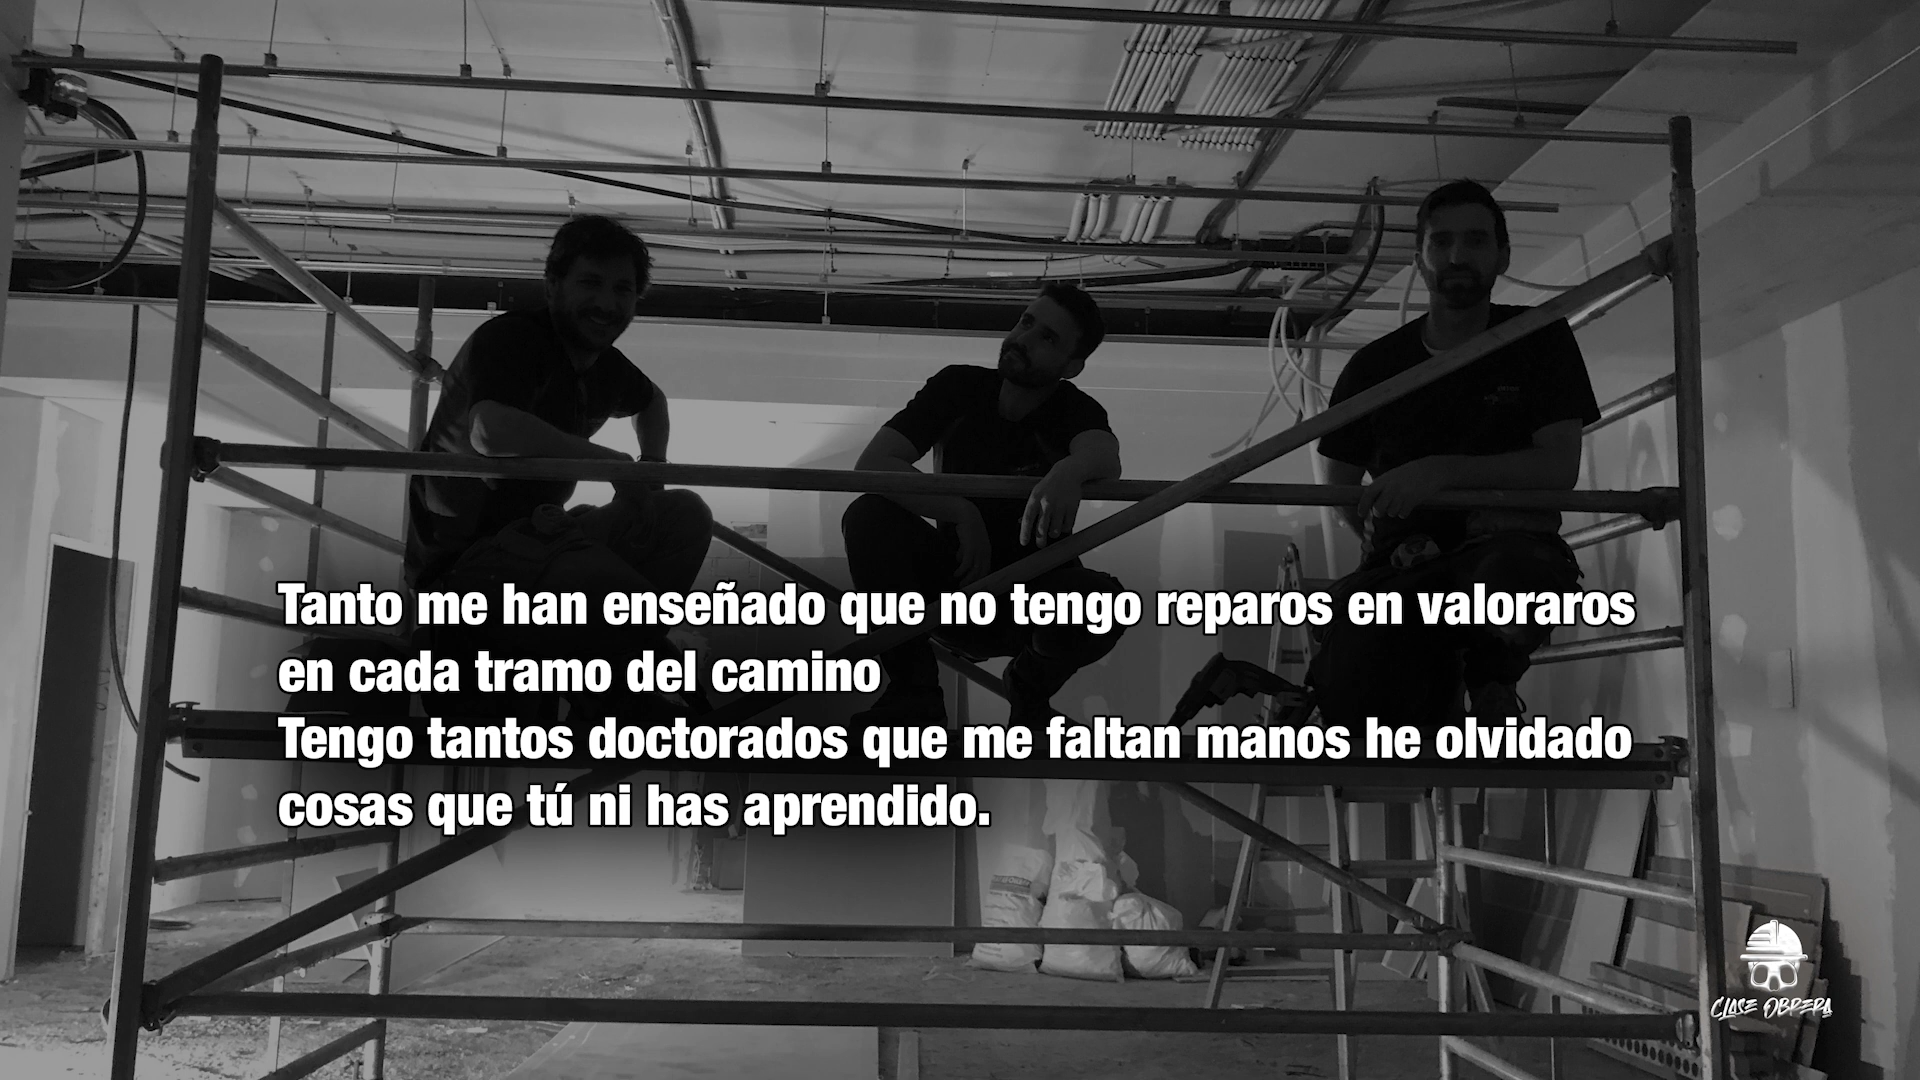 Tanto me han enseñado que no tengo reparos en valoraros
en cada tramo del camino
Tengo tantos doctorados que me faltan manos he olvidado
cosas que tú ni has aprendido.
CLASE OBRERA